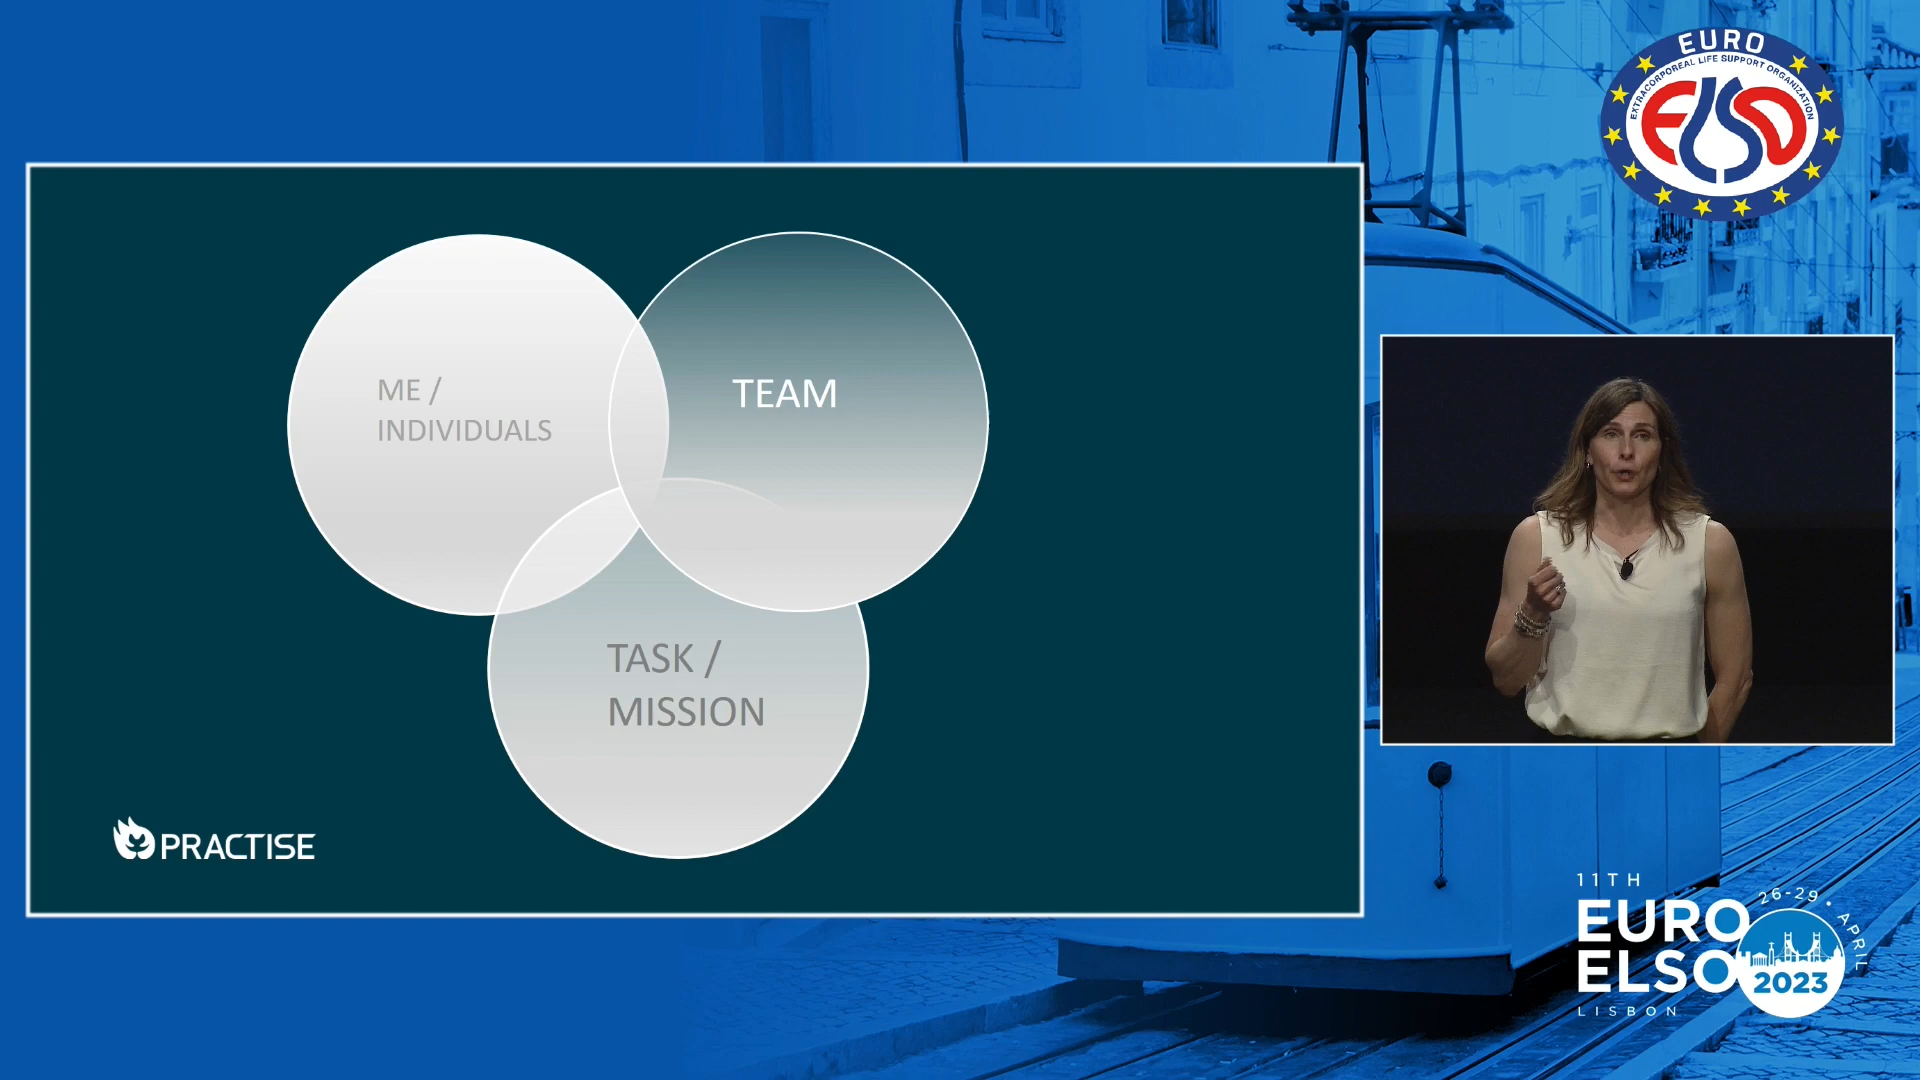 EURO
EXTRACORPOREAL LIFE SUPPORT ORGANIZATION
ELSO
ME /
INDIVIDUALS
TEAM
TASK /
MISSION
PRACTISE
11TH
EURO
ELSO
LISBON
26-29 • APRIL
2023